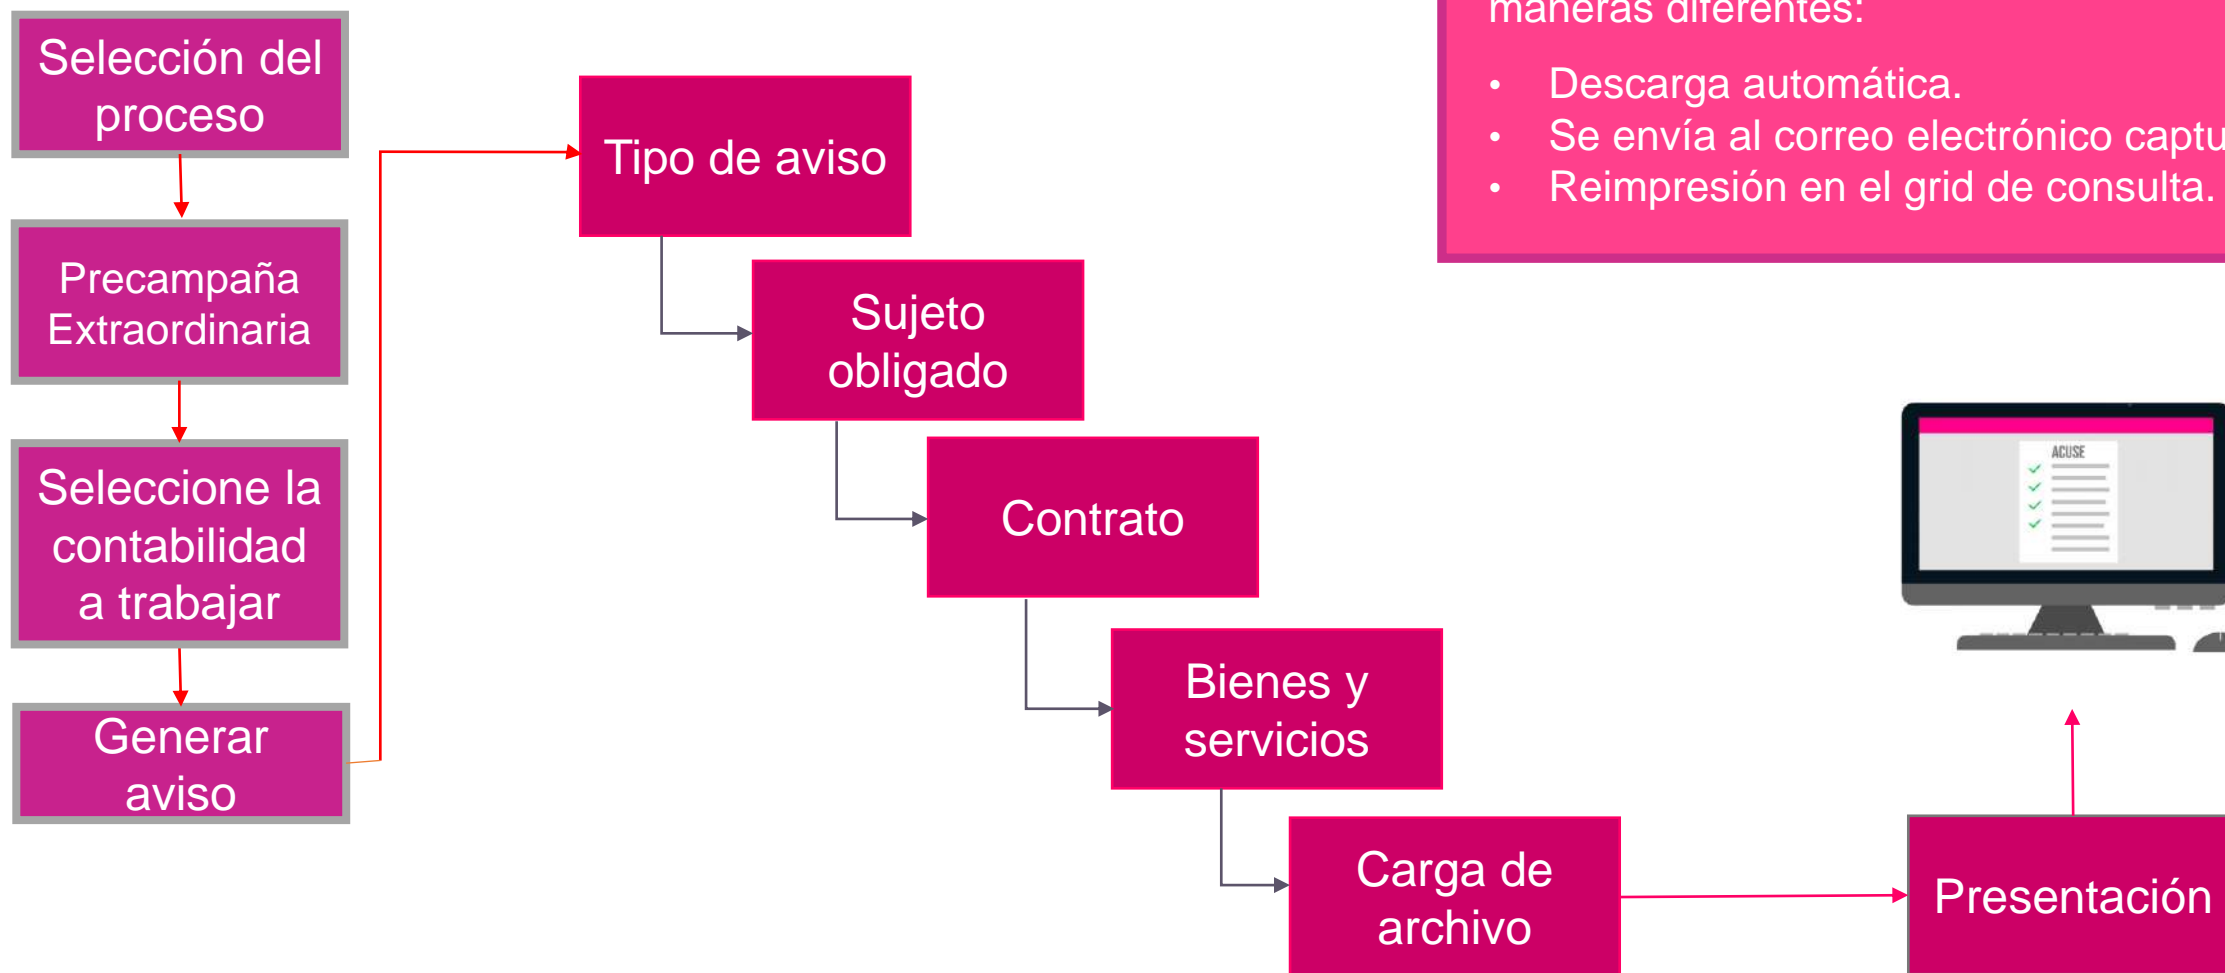 Selección del
proceso
Precampaña
Extraordinaria
Seleccione la
contabilidad
a trabajar
Generar
aviso
Tipo de aviso
Sujeto
obligado
Contrato
Bienes y
servicios
Carga de
archivo
Presentación
ACUSE
maneras diferentes:
• Descarga automática.
• Se envía al correo electrónico captu
• Reimpresión en el grid de consulta.